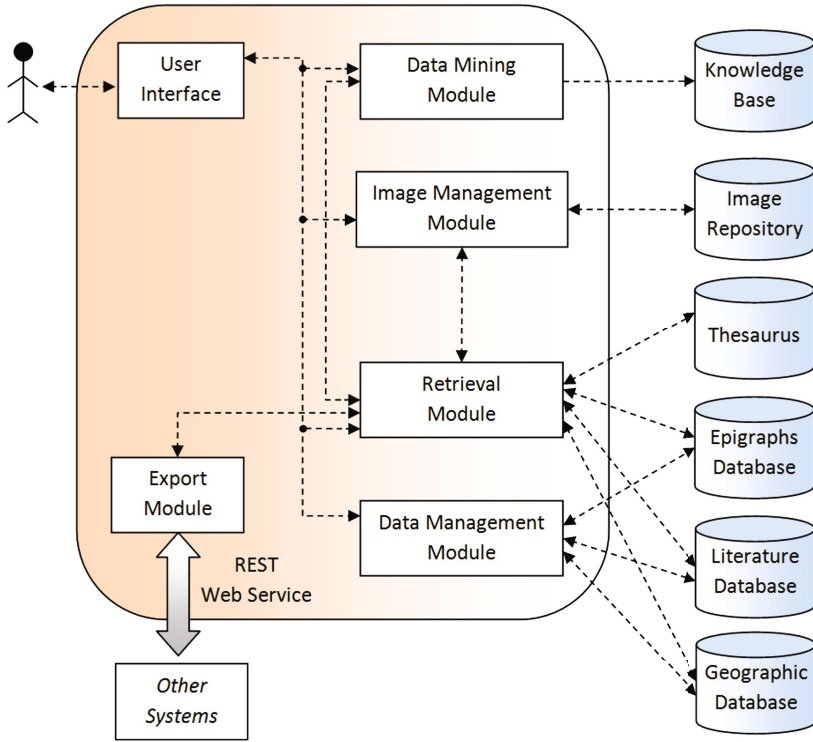 User
Interface
Data Mining
Module
Knowledge
Base
Image Management
Module
Image
Repository
Thesaurus
Retrieval
Module
Epigraphs
Database
Export
Module
Data Management
Module
REST
Web Service
Literature
Database
Other
Systems
Geographic
Database